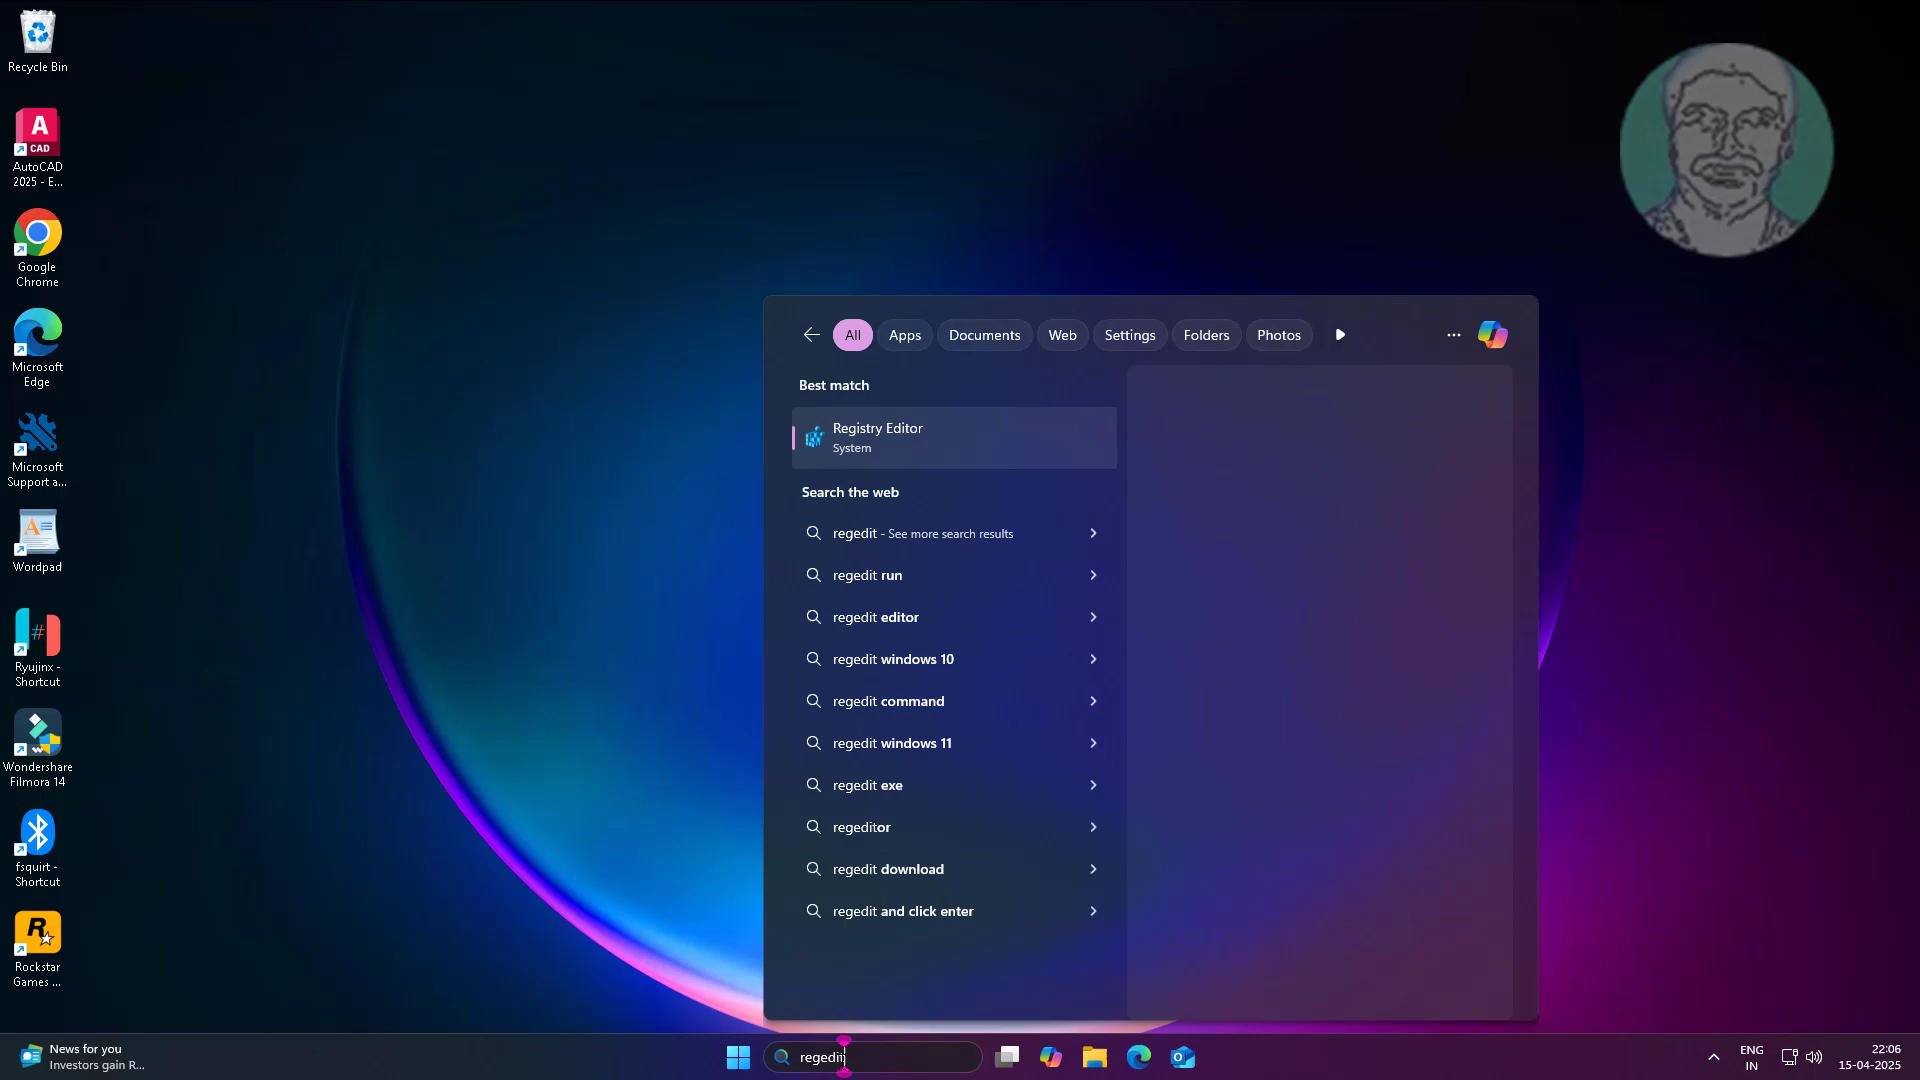 Recycle Bin
A
CAD
AutoCAD
2025 - E...
Google
Chrome
Microsoft
Edge
Microsoft
Support a...
Wordpad
Ryujinx -
Shortcut
Wondershare
Filmora 14
fsquirt -
Shortcut
R
Rockstar
Games ...
All
Apps
Documents
Web
Settings
Folders
Photos
Best match
Registry Editor
System
Search the web
regedit - See more search results
regedit run
regedit editor
regedit windows 10
regedit command
regedit windows 11
regedit exe
regeditor
regedit download
regedit and click enter
News for you
Investors gain R...
regedit
ENG
IN
22:06
15-04-2025